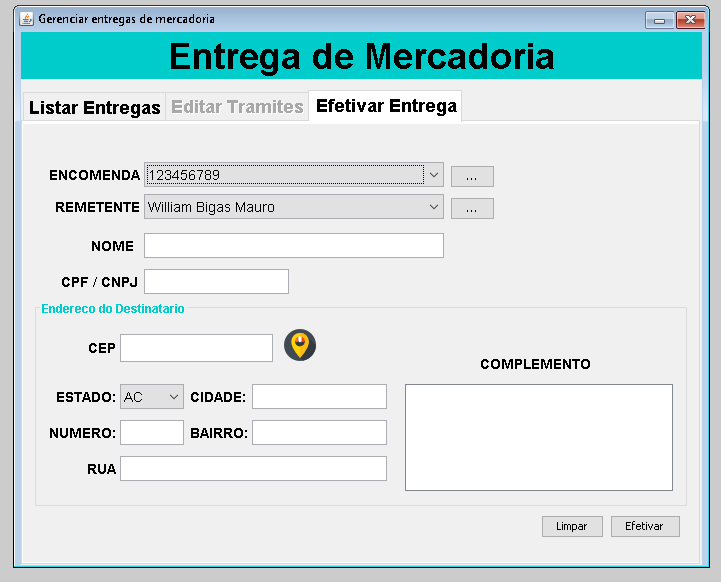 Gerenciar entregas de mercadoria
Entrega de Mercadoria
Listar Entregas Editar Tramites Efetivar Entrega
ENCOMENDA 123456789 ...
REMETENTE William Bigas Mauro ...
NOME
CPF / CNPJ
Endereco do Destinatario
CEP
COMPLEMENTO
ESTADO: AC CIDADE:
NUMERO: BAIRRO:
RUA
Limpar Efetivar